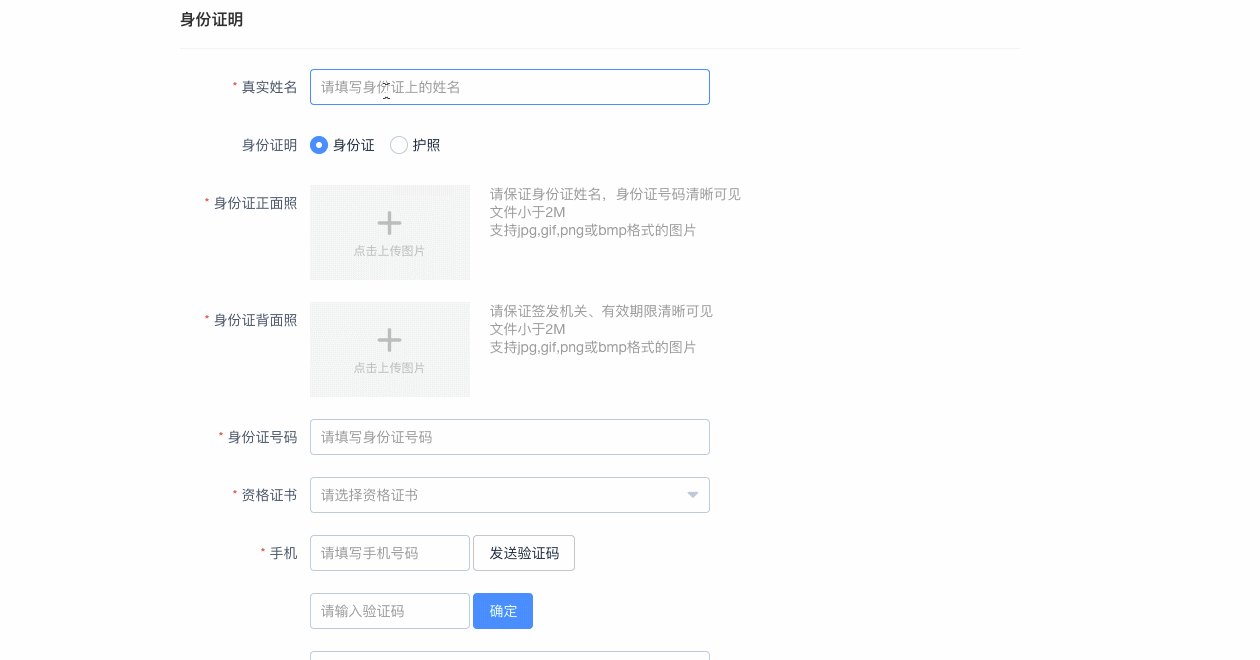 身份证明
* 真实姓名 请填写身份证上的姓名
身份证明 身份证 护照
* 身份证正面照
点击上传图片
请保证身份证姓名，身份证号码清晰可见
文件小于2M
支持jpg,gif,png或bmp格式的图片
* 身份证背面照
点击上传图片
请保证签发机关、有效期限清晰可见
文件小于2M
支持jpg,gif,png或bmp格式的图片
* 身份证号码 请填写身份证号码
* 资格证书 请选择资格证书
* 手机 请填写手机号码 发送验证码
请输入验证码 确定